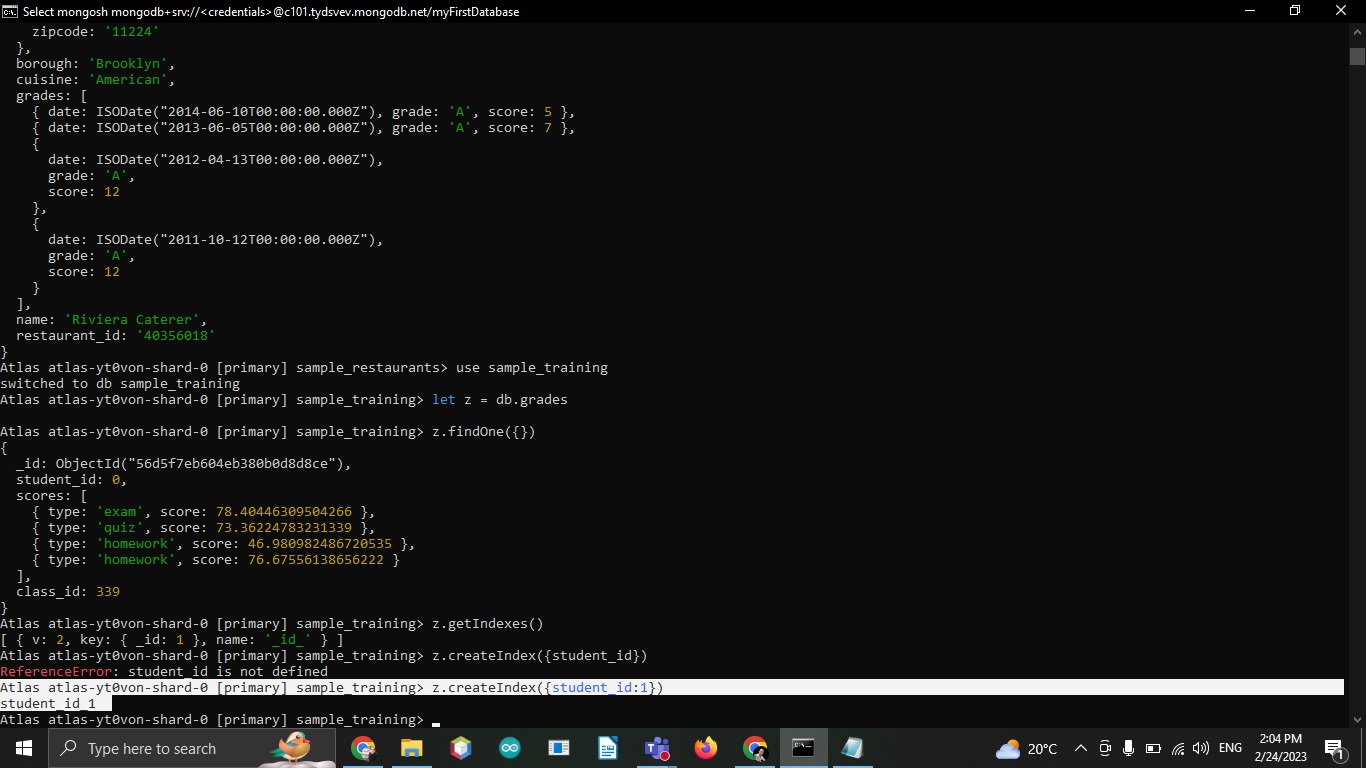 Select mongosh mongodb+srv://<credentials>@c101.tydsvev.mongodb.net/myFirstDatabase
zipcode: '11224'
},
borough: 'Brooklyn',
cuisine: 'American',
grades: [
{ date: ISODate("2014-06-10T00:00:00.000Z"), grade: 'A', score: 5 },
{ date: ISODate("2013-06-05T00:00:00.000Z"), grade: 'A', score: 7 },
{
date: ISODate("2012-04-13T00:00:00.000Z"),
grade: 'A',
score: 12
},
{
date: ISODate("2011-10-12T00:00:00.000Z"),
grade: 'A',
score: 12
}
],
name: 'Riviera Caterer',
restaurant_id: '40356018'
}
Atlas atlas-yt0von-shard-0 [primary] sample_restaurants> use sample_training
switched to db sample_training
Atlas atlas-yt0von-shard-0 [primary] sample_training> let z = db.grades
Atlas atlas-yt0von-shard-0 [primary] sample_training> z.findOne({})
{
_id: ObjectId("56d5f7eb604eb380b0d8d8ce"),
student_id: 0,
scores: [
{ type: 'exam', score: 78.40446309504266 },
{ type: 'quiz', score: 73.36224783231339 },
{ type: 'homework', score: 46.980982486720535 },
{ type: 'homework', score: 76.67556138656222 }
],
class_id: 339
}
Atlas atlas-yt0von-shard-0 [primary] sample_training> z.getIndexes()
[ { v: 2, key: { _id: 1 }, name: '_id_' } ]
Atlas atlas-yt0von-shard-0 [primary] sample_training> z.createIndex({student_id})
ReferenceError: student_id is not defined
Atlas atlas-yt0von-shard-0 [primary] sample_training> z.createIndex({student_id:1})
student_id_1
Atlas atlas-yt0von-shard-0 [primary] sample_training>
Type here to search
20°C
ENG
2:04 PM
2/24/2023
1